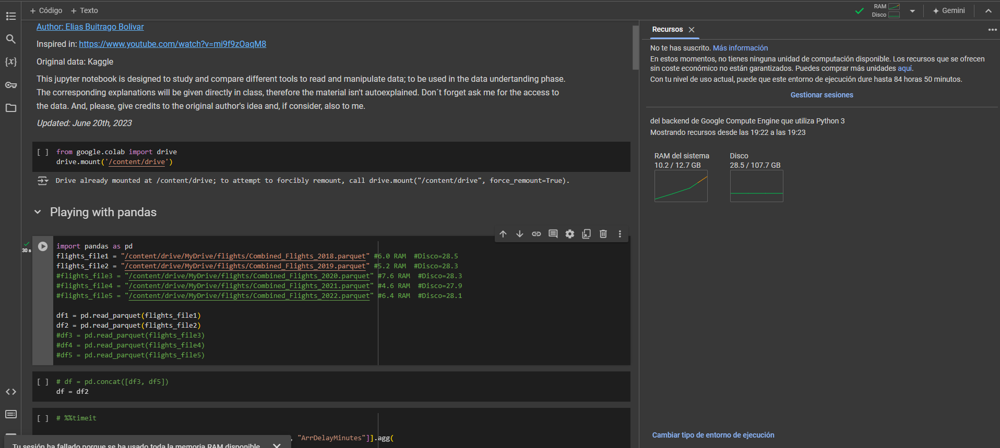 + Código + Texto
RAM
Disco
Gemini
Author: Elias Buitrago Bolivar
Inspired in: https://www.youtube.com/watch?v=mi9f9zOaqM8
Original data: Kaggle
This jupyter notebook is designed to study and compare different tools to read and manipulate data; to be used in the data undertanding phase.
The corresponding explanations will be given directly in class, therefore the material isn't autoexplained. Don´t forget ask me for the access to
the data. And, please, give credits to the original author's idea and, if consider, also to me.
Updated: June 20th, 2023
[ ] from google.colab import drive
drive.mount('/content/drive')
Drive already mounted at /content/drive; to attempt to forcibly remount, call drive.mount("/content/drive", force_remount=True).
Playing with pandas
30 s
import pandas as pd
flights_file1 = "/content/drive/MyDrive/flights/Combined_Flights_2018.parquet" #6.0 RAM  #Disco=28.5
flights_file2 = "/content/drive/MyDrive/flights/Combined_Flights_2019.parquet" #5.2 RAM  #Disco=28.3
#flights_file3 = "/content/drive/MyDrive/flights/Combined_Flights_2020.parquet" #7.6 RAM  #Disco=28.3
#flights_file4 = "/content/drive/MyDrive/flights/Combined_Flights_2021.parquet" #4.6 RAM  #Disco=27.9
#flights_file5 = "/content/drive/MyDrive/flights/Combined_Flights_2022.parquet" #6.4 RAM  #Disco=28.1
df1 = pd.read_parquet(flights_file1)
df2 = pd.read_parquet(flights_file2)
#df3 = pd.read_parquet(flights_file3)
#df4 = pd.read_parquet(flights_file4)
#df5 = pd.read_parquet(flights_file5)
[ ] # df = pd.concat([df3, df5])
df = df2
[ ] # %%timeit
, "ArrDelayMinutes"]].agg(
Tu sesión ha fallado porque se ha usado toda la memoria RAM disponible.
Recursos
No te has suscrito. Más información
En estos momentos, no tienes ninguna unidad de computación disponible. Los recursos que se ofrecen
sin coste económico no están garantizados. Puedes comprar más unidades aquí.
Con tu nivel de uso actual, puede que este entorno de ejecución dure hasta 84 horas 50 minutos.
Gestionar sesiones
del backend de Google Compute Engine que utiliza Python 3
Mostrando recursos desde las 19:22 a las 19:23
RAM del sistema
10.2 / 12.7 GB
Disco
28.5 / 107.7 GB
Cambiar tipo de entorno de ejecución